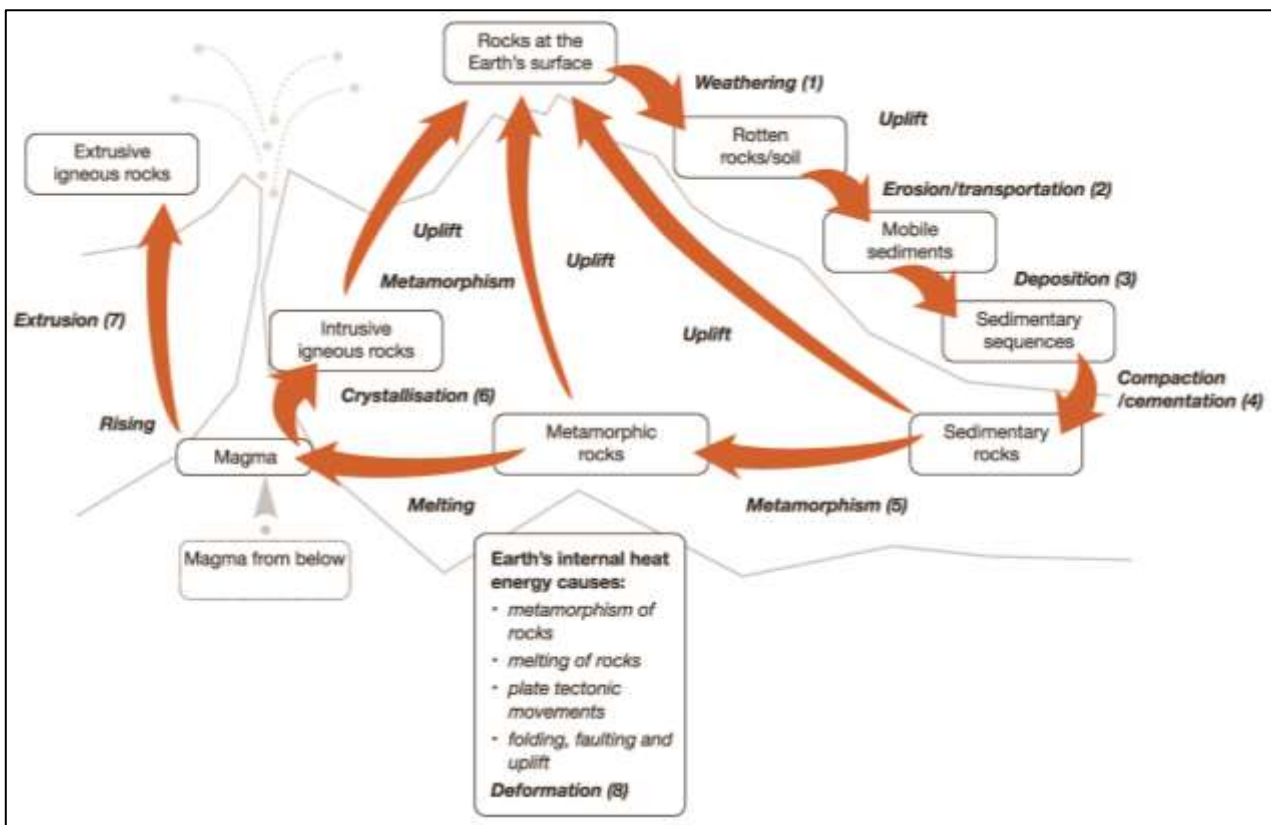 Rocks at the
Earth's surface
Weathering (1)
Uplift
Rotten
rocks/soil
Extrusive
igneous rocks
Erosion/transportation (2)
Mobile
sediments
Uplift
Uplift
Metamorphism
Deposition (3)
Extrusion (7)
Intrusive
igneous rocks
Uplift
Sedimentary
sequences
Crystallisation (6)
Compaction
/cementation (4)
Rising
Magma
Metamorphic
rocks
Sedimentary
rocks
Melting
Metamorphism (5)
Magma from below
Earth's internal heat
energy causes:
- metamorphism of
rocks
- melting of rocks
- plate tectonic
movements
- folding, faulting and
uplift
Deformation (8)